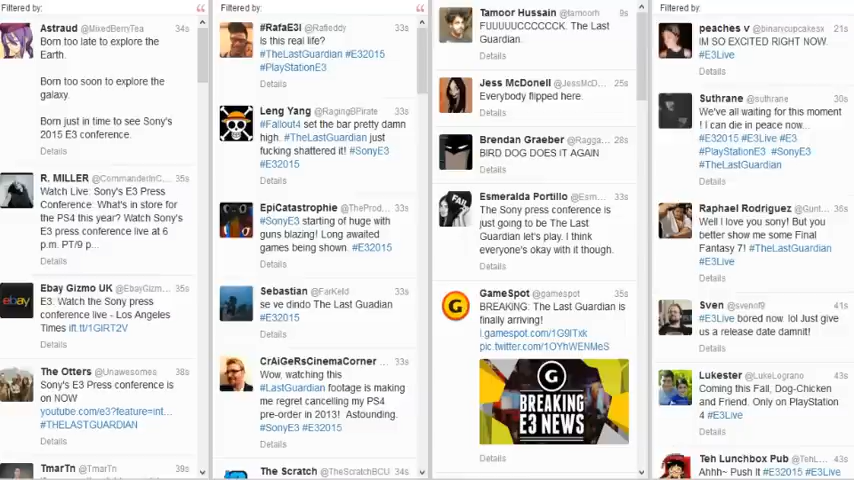 Filtered by:
Astraud @MixedBerryTea 34s
Born too late to explore the
Earth.
Born too soon to explore the
galaxy.
Born just in time to see Sony's
2015 E3 conference.
Details
R. MILLER @CommanderInC... 35s
Watch Live: Sony's E3 Press
Conference: What's in store for
the PS4 this year? Watch Sony's
E3 press conference live at 6
p.m. PT/9 p...
Details
ebay
Ebay Gizmo UK @EbayGizm... 35s
E3: Watch the Sony press
conference live - Los Angeles
Times ift.tt/1GIRT2V
Details
The Otters @Unawesomea 38s
Sony's E3 Press conference is
on NOW
youtube.com/e3?feature=int...
#THELASTGUARDIAN
Details
TmarTn @TmarTn 39s
Filtered by:
#RafaE3l @Rafieddy 33s
Is this real life?
#TheLastGuardian #E32015
#PlayStationE3
Details
Leng Yang @RagingBPirate 33s
#Fallout4 set the bar pretty damn
high. #TheLastGuardian just
fucking shattered it! #SonyE3
#E32015
Details
EpiCatastrophie @TheProd... 33s
#SonyE3 starting of huge with
guns blazing! Long awaited
games being shown. #E32015
Details
Sebastian @FarKeld 33s
se ve dindo The Last Guadian
#E32015
Details
CrAiGeRsCinemaCorner ... 33s
Wow, watching this
#LastGuardian footage is making
me regret cancelling my PS4
pre-order in 2013! Astounding.
#SonyE3 #E32015
Details
The Scratch @TheScratchBCU 34s
Tamoor Hussain @tamoorh 9s
FUUUUCCCCCCK. The Last
Guardian.
Details
Jess McDonell @JessMcD... 25s
Everybody flipped here.
Details
Brendan Graeber @Ragga... 28s
BIRD DOG DOES IT AGAIN
Details
FAIL
Esmeralda Portillo @Esm... 33s
The Sony press conference is
just going to be The Last
Guardian let's play. I think
everyone's okay with it though.
Details
G
GameSpot @gamespot 35s
BREAKING: The Last Guardian is
finally arriving!
pic.twitter.com/1OYhWENMeS
G
BREAKING
E3 NEWS
Details
Filtered by:
peaches v @binarycupcakesx 21s
IM SO EXCITED RIGHT NOW.
#E3Live
Details
Suthrane @suthrane 30s
We've all waiting for this moment
! I can die in peace now...
#E32015 #E3Live #E3
#PlayStationE3 #SonyE3
#TheLastGuardian
Details
Raphael Rodriguez @Gunt... 36s
Well I love you sony! But you
better show me some Final
Fantasy 7! #TheLastGuardian
#E3Live
Details
Sven @svenof9 41s
#E3Live bored now. lol Just give
us a release date damnit!
Details
Lukester @LukeLograno 43s
Coming this Fall, Dog-Chicken
and Friend. Only on PlayStation
4 #E3Live
Details
Teh Lunchbox Pub @TehL... 43s
Ahhh~ Push It #E32015 #E3Live